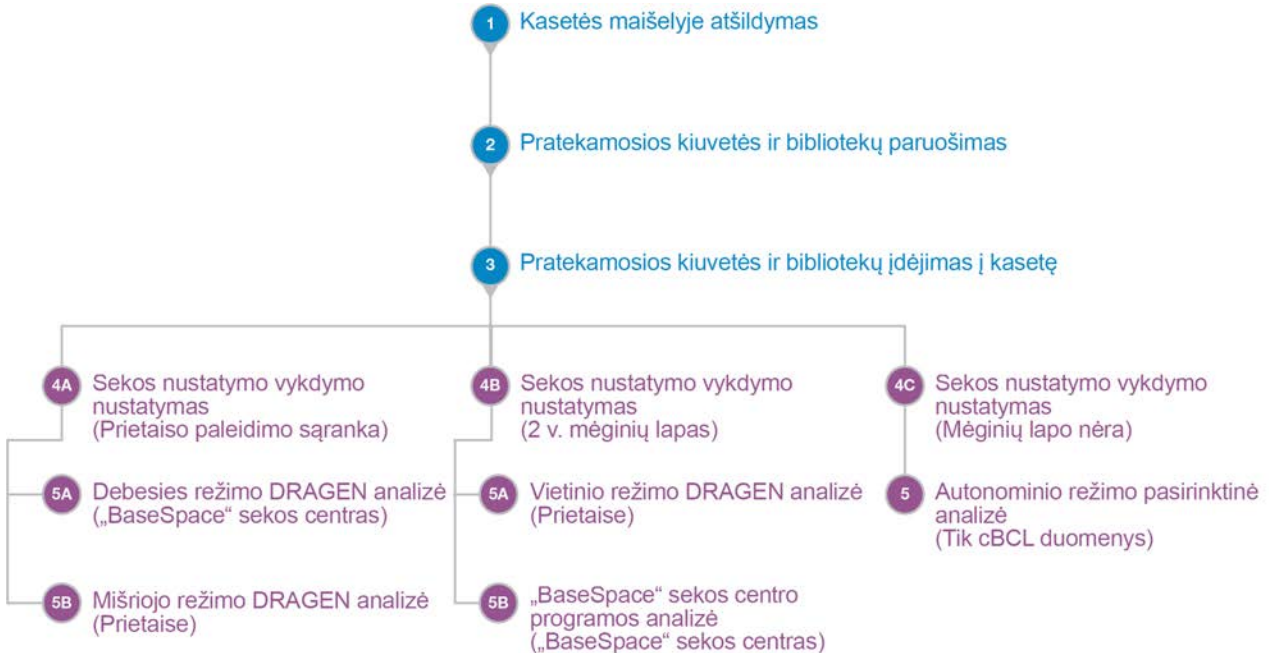 1 Kasetės maišelyje atšildymas
2 Pratekamosios kiuvetės ir bibliotekų paruošimas
3 Pratekamosios kiuvetės ir bibliotekų įdėjimas į kasetę
4A Sekos nustatymo vykdymo
nustatymas
(Prietaiso paleidimo sąranka)
5A Debesies režimo DRAGEN analizė
(„BaseSpace“ sekos centras)
5B Mišriojo režimo DRAGEN analizė
(Prietaise)
4B Sekos nustatymo vykdymo
nustatymas
(2 v. mėginių lapas)
5A Vietinio režimo DRAGEN analizė
(Prietaise)
5B „BaseSpace“ sekos centro
programos analizė
(„BaseSpace“ sekos centras)
4C Sekos nustatymo vykdymo
nustatymas
(Mėginių lapo nėra)
5 Autonominio režimo pasirinktinė
analizė
(Tik cBCL duomenys)